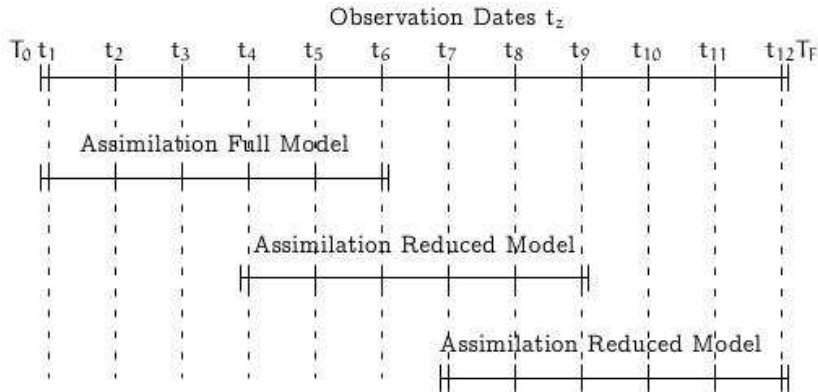 Observation Dates t_z
T_0 t_1 t_2 t_3 t_4 t_5 t_6 t_7 t_8 t_9 t_10 t_11 t_12 T_F
Assimilation Full Model
Assimilation Reduced Model
Assimilation Reduced Model